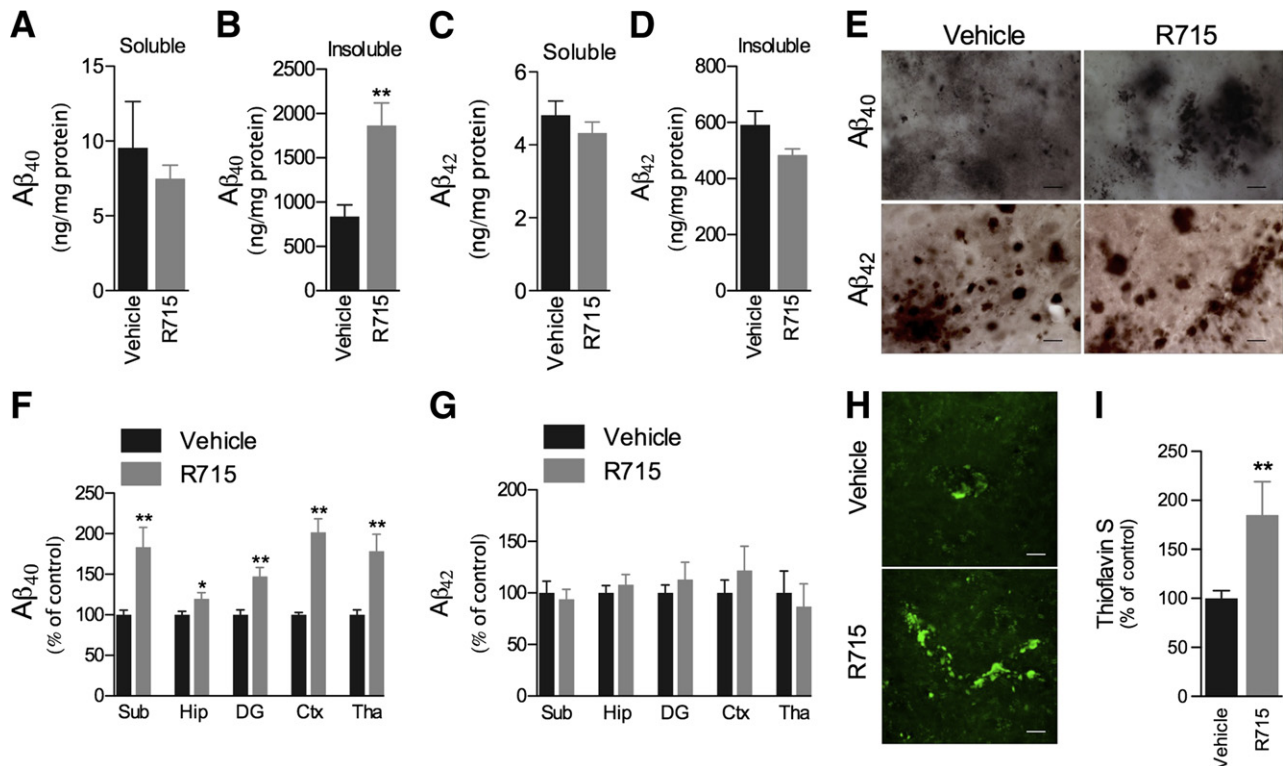 A
Soluble
Aβ40
(ng/mg protein)
15
10
5
0
Vehicle
R715
B
Insoluble
Aβ40
(ng/mg protein)
2500
2000
1500
1000
500
0
**
Vehicle
R715
C
Soluble
Aβ42
(ng/mg protein)
6
4
2
0
Vehicle
R715
D
Insoluble
Aβ42
(ng/mg protein)
800
600
400
200
0
Vehicle
R715
E
Vehicle
R715
Aβ40
Aβ42
F
Vehicle
R715
Aβ40
(% of control)
250
200
150
100
50
0
**
*
**
**
**
Sub
Hip
DG
Ctx
Tha
G
Vehicle
R715
Aβ42
(% of control)
200
150
100
50
0
Sub
Hip
DG
Ctx
Tha
H
Vehicle
R715
I
Thioflavin S
(% of control)
250
200
150
100
50
0
**
Vehicle
R715